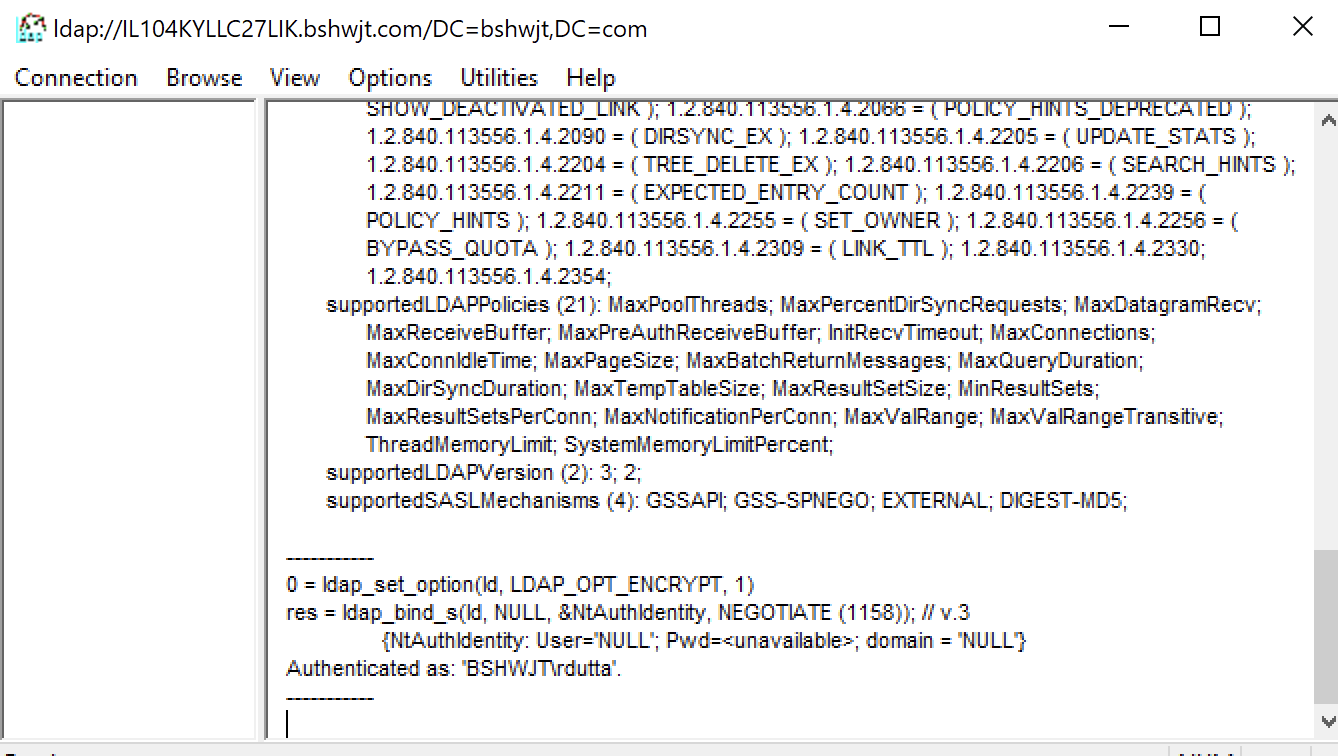 ldap://IL104KYLLC27LIK.bshwjt.com/DC=bshwjt,DC=com
Connection Browse View Options Utilities Help
SHOW_DEACTIVATED_LINK ); 1.2.840.113556.1.4.2066 = ( POLICY_HINTS_DEPRECATED );
1.2.840.113556.1.4.2090 = ( DIRSYNC_EX ); 1.2.840.113556.1.4.2205 = ( UPDATE_STATS );
1.2.840.113556.1.4.2204 = ( TREE_DELETE_EX ); 1.2.840.113556.1.4.2206 = ( SEARCH_HINTS );
1.2.840.113556.1.4.2211 = ( EXPECTED_ENTRY_COUNT ); 1.2.840.113556.1.4.2239 = (
POLICY_HINTS ); 1.2.840.113556.1.4.2255 = ( SET_OWNER ); 1.2.840.113556.1.4.2256 = (
BYPASS_QUOTA ); 1.2.840.113556.1.4.2309 = ( LINK_TTL ); 1.2.840.113556.1.4.2330;
1.2.840.113556.1.4.2354;
supportedLDAPPolicies (21): MaxPoolThreads; MaxPercentDirSyncRequests; MaxDatagramRecv;
MaxReceiveBuffer; MaxPreAuthReceiveBuffer; InitRecvTimeout; MaxConnections;
MaxConnIdleTime; MaxPageSize; MaxBatchReturnMessages; MaxQueryDuration;
MaxDirSyncDuration; MaxTempTableSize; MaxResultSetSize; MinResultSets;
MaxResultSetsPerConn; MaxNotificationPerConn; MaxValRange; MaxValRangeTransitive;
ThreadMemoryLimit; SystemMemoryLimitPercent;
supportedLDAPVersion (2): 3; 2;
supportedSASLMechanisms (4): GSSAPI; GSS-SPNEGO; EXTERNAL; DIGEST-MD5;
-----------
0 = ldap_set_option(ld, LDAP_OPT_ENCRYPT, 1)
res = ldap_bind_s(ld, NULL, &NtAuthIdentity, NEGOTIATE (1158)); // v.3
{NtAuthIdentity: User='NULL'; Pwd=<unavailable>; domain = 'NULL'}
Authenticated as: 'BSHWJT\rdutta'.
-----------